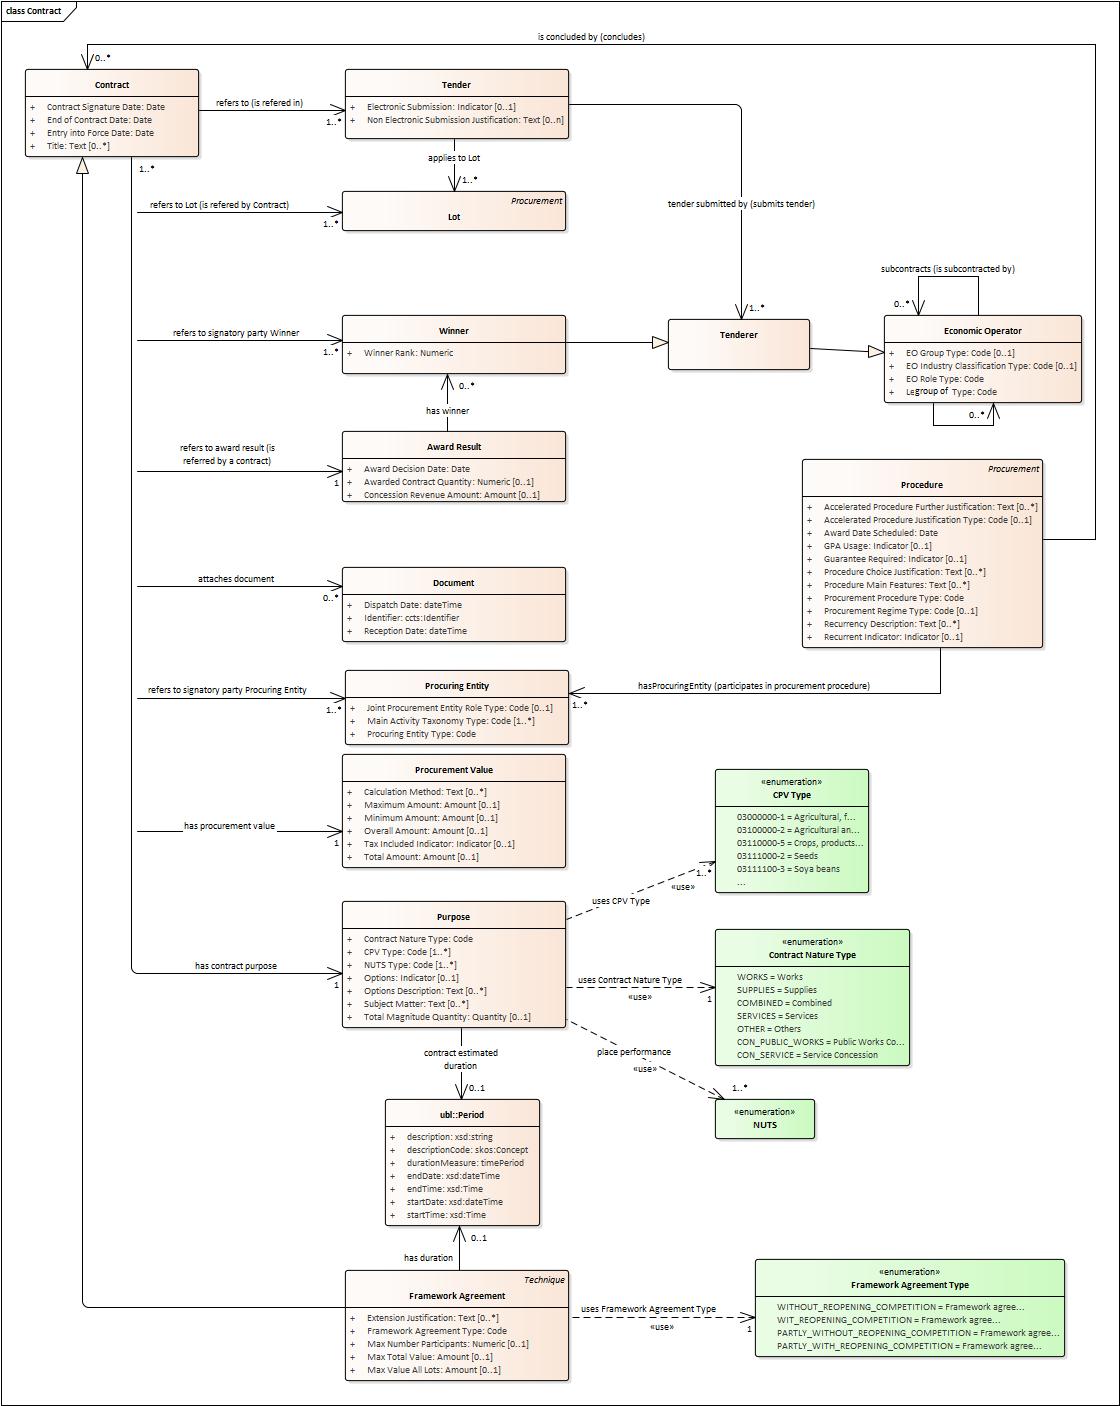 class Contract
is concluded by (concludes)
0..*
Contract
+ Contract Signature Date: Date
+ End of Contract Date: Date
+ Entry into Force Date: Date
+ Title: Text [0..*]
1..*
refers to (is refered in)
1..*
Tender
+ Electronic Submission: Indicator [0..1]
+ Non Electronic Submission Justification: Text [0..n]
applies to Lot
1..*
refers to Lot (is refered by Contract)
1..*
Procurement
Lot
tender submitted by (submits tender)
1..*
subcontracts (is subcontracted by)
0..*
refers to signatory party Winner
1..*
Winner
+ Winner Rank: Numeric
Tenderer
Economic Operator
+ EO Group Type: Code [0..1]
+ EO Industry Classification Type: Code [0..1]
+ EO Role Type: Code
+ Le Type: Code
group of
0..*
0..*
has winner
refers to award result (is
referred by a contract)
1
Award Result
+ Award Decision Date: Date
+ Awarded Contract Quantity: Numeric [0..1]
+ Concession Revenue Amount: Amount [0..1]
Procurement
Procedure
+ Accelerated Procedure Further Justification: Text [0..*]
+ Accelerated Procedure Justification Type: Code [0..1]
+ Award Date Scheduled: Date
+ GPA Usage: Indicator [0..1]
+ Guarantee Required: Indicator [0..1]
+ Procedure Choice Justification: Text [0..*]
+ Procedure Main Features: Text [0..*]
+ Procurement Procedure Type: Code
+ Procurement Regime Type: Code [0..1]
+ Recurrency Description: Text [0..*]
+ Recurrent Indicator: Indicator [0..1]
attaches document
0..*
Document
+ Dispatch Date: dateTime
+ Identifier: ccts:Identifier
+ Reception Date: dateTime
refers to signatory party Procuring Entity
1..*
Procuring Entity
+ Joint Procurement Entity Role Type: Code [0..1]
+ Main Activity Taxonomy Type: Code [1..*]
+ Procuring Entity Type: Code
hasProcuringEntity (participates in procurement procedure)
1..*
has procurement value
1
Procurement Value
+ Calculation Method: Text [0..*]
+ Maximum Amount: Amount [0..1]
+ Minimum Amount: Amount [0..1]
+ Overall Amount: Amount [0..1]
+ Tax Included Indicator: Indicator [0..1]
+ Total Amount: Amount [0..1]
«enumeration»
CPV Type
03000000-1 = Agricultural, f...
03100000-2 = Agricultural an...
03110000-5 = Crops, products...
03111000-2 = Seeds
03111100-3 = Soya beans
...
1..*
«use»
uses CPV Type
has contract purpose
1
Purpose
+ Contract Nature Type: Code
+ CPV Type: Code [1..*]
+ NUTS Type: Code [1..*]
+ Options: Indicator [0..1]
+ Options Description: Text [0..*]
+ Subject Matter: Text [0..*]
+ Total Magnitude Quantity: Quantity [0..1]
uses Contract Nature Type
«use»
1
«enumeration»
Contract Nature Type
WORKS = Works
SUPPLIES = Supplies
COMBINED = Combined
SERVICES = Services
OTHER = Others
CON_PUBLIC_WORKS = Public Works Co...
CON_SERVICE = Service Concession
contract estimated
duration
0..1
place performance
«use»
1..*
«enumeration»
NUTS
ubl::Period
+ description: xsd:string
+ descriptionCode: skos:Concept
+ durationMeasure: timePeriod
+ endDate: xsd:dateTime
+ endTime: xsd:Time
+ startDate: xsd:dateTime
+ startTime: xsd:Time
0..1
has duration
Technique
Framework Agreement
+ Extension Justification: Text [0..*]
+ Framework Agreement Type: Code
+ Max Number Participants: Numeric [0..1]
+ Max Total Value: Amount [0..1]
+ Max Value All Lots: Amount [0..1]
uses Framework Agreement Type
«use»
1
«enumeration»
Framework Agreement Type
WITHOUT_REOPENING_COMPETITION = Framework agree...
WIT_REOPENING_COMPETITION = Framework agree...
PARTLY_WITHOUT_REOPENING_COMPETITION = Framework agree...
PARTLY_WITH_REOPENING_COMPETITION = Framework agree...